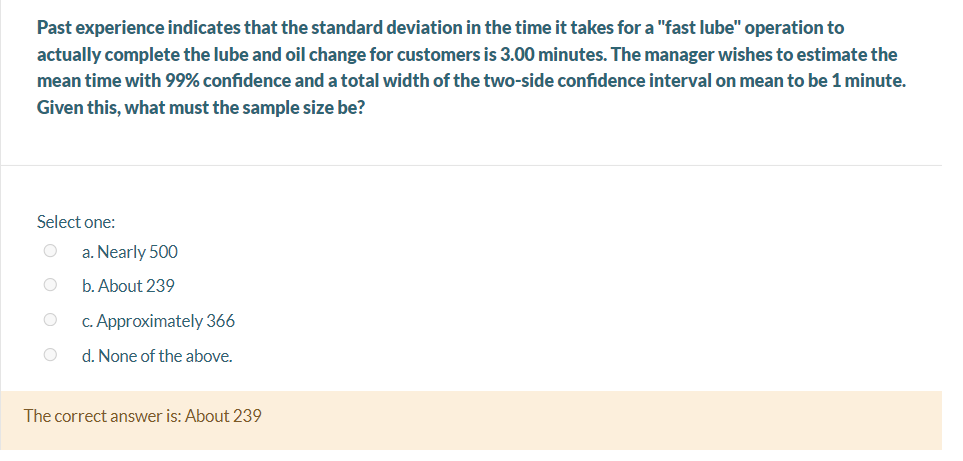 Past experience indicates that the standard deviation in the time it takes for a "fast lube" operation to
actually complete the lube and oil change for customers is 3.00 minutes. The manager wishes to estimate the
mean time with 99% confidence and a total width of the two-side confidence interval on mean to be 1 minute.
Given this, what must the sample size be?
Select one:
a. Nearly 500
b. About 239
c. Approximately 366
d. None of the above.
The correct answer is: About 239